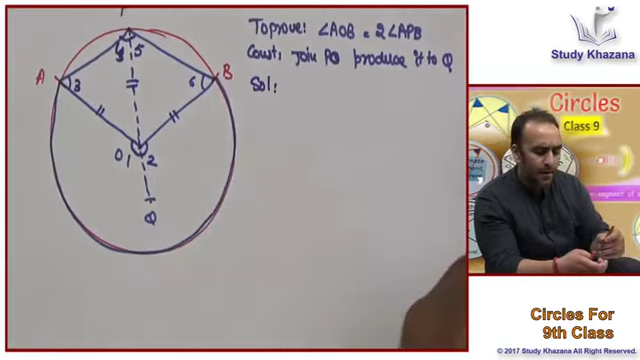 To prove: ∠AOB = 2∠APB
Const: Join PO produce it to Q
Sol:
A
B
4 5
3
6
O 1 2
Q
Study Khazana
Circles
Class 9
Circles For
9th Class
© 2017 Study Khazana. All Rights Reserved.